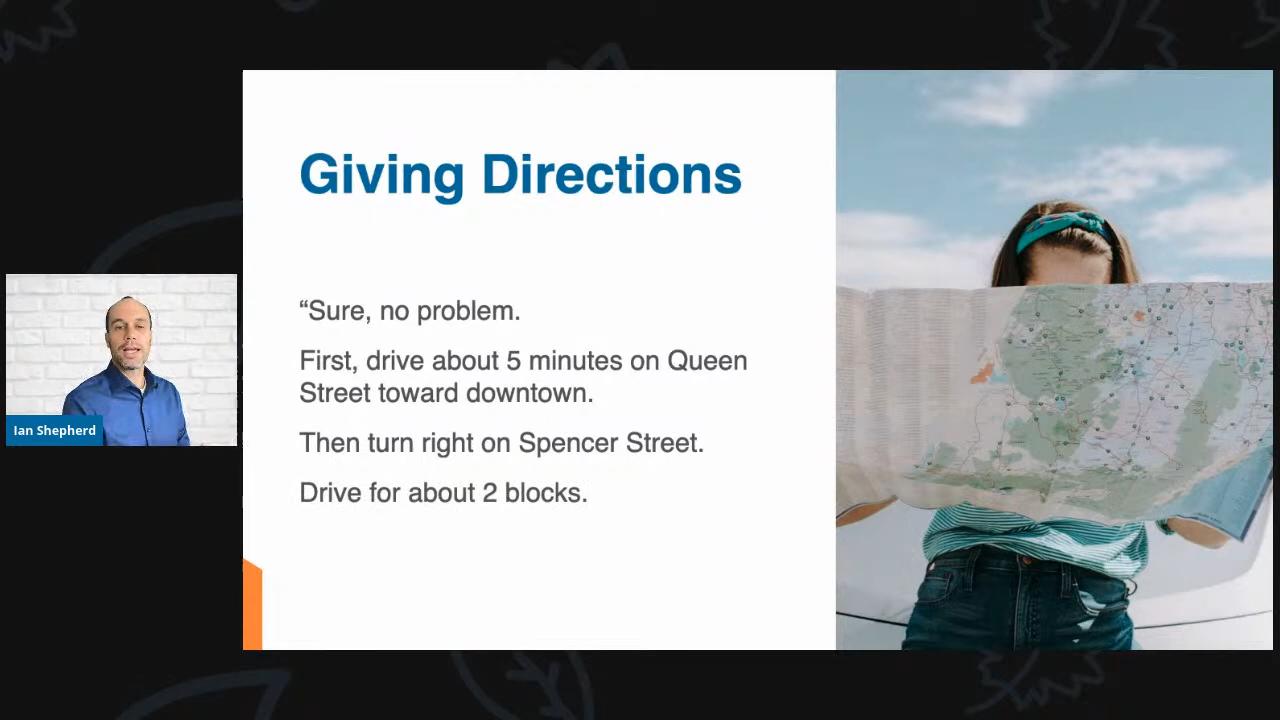 Giving Directions
“Sure, no problem.
First, drive about 5 minutes on Queen
Street toward downtown.
Then turn right on Spencer Street.
Drive for about 2 blocks.
Ian Shepherd